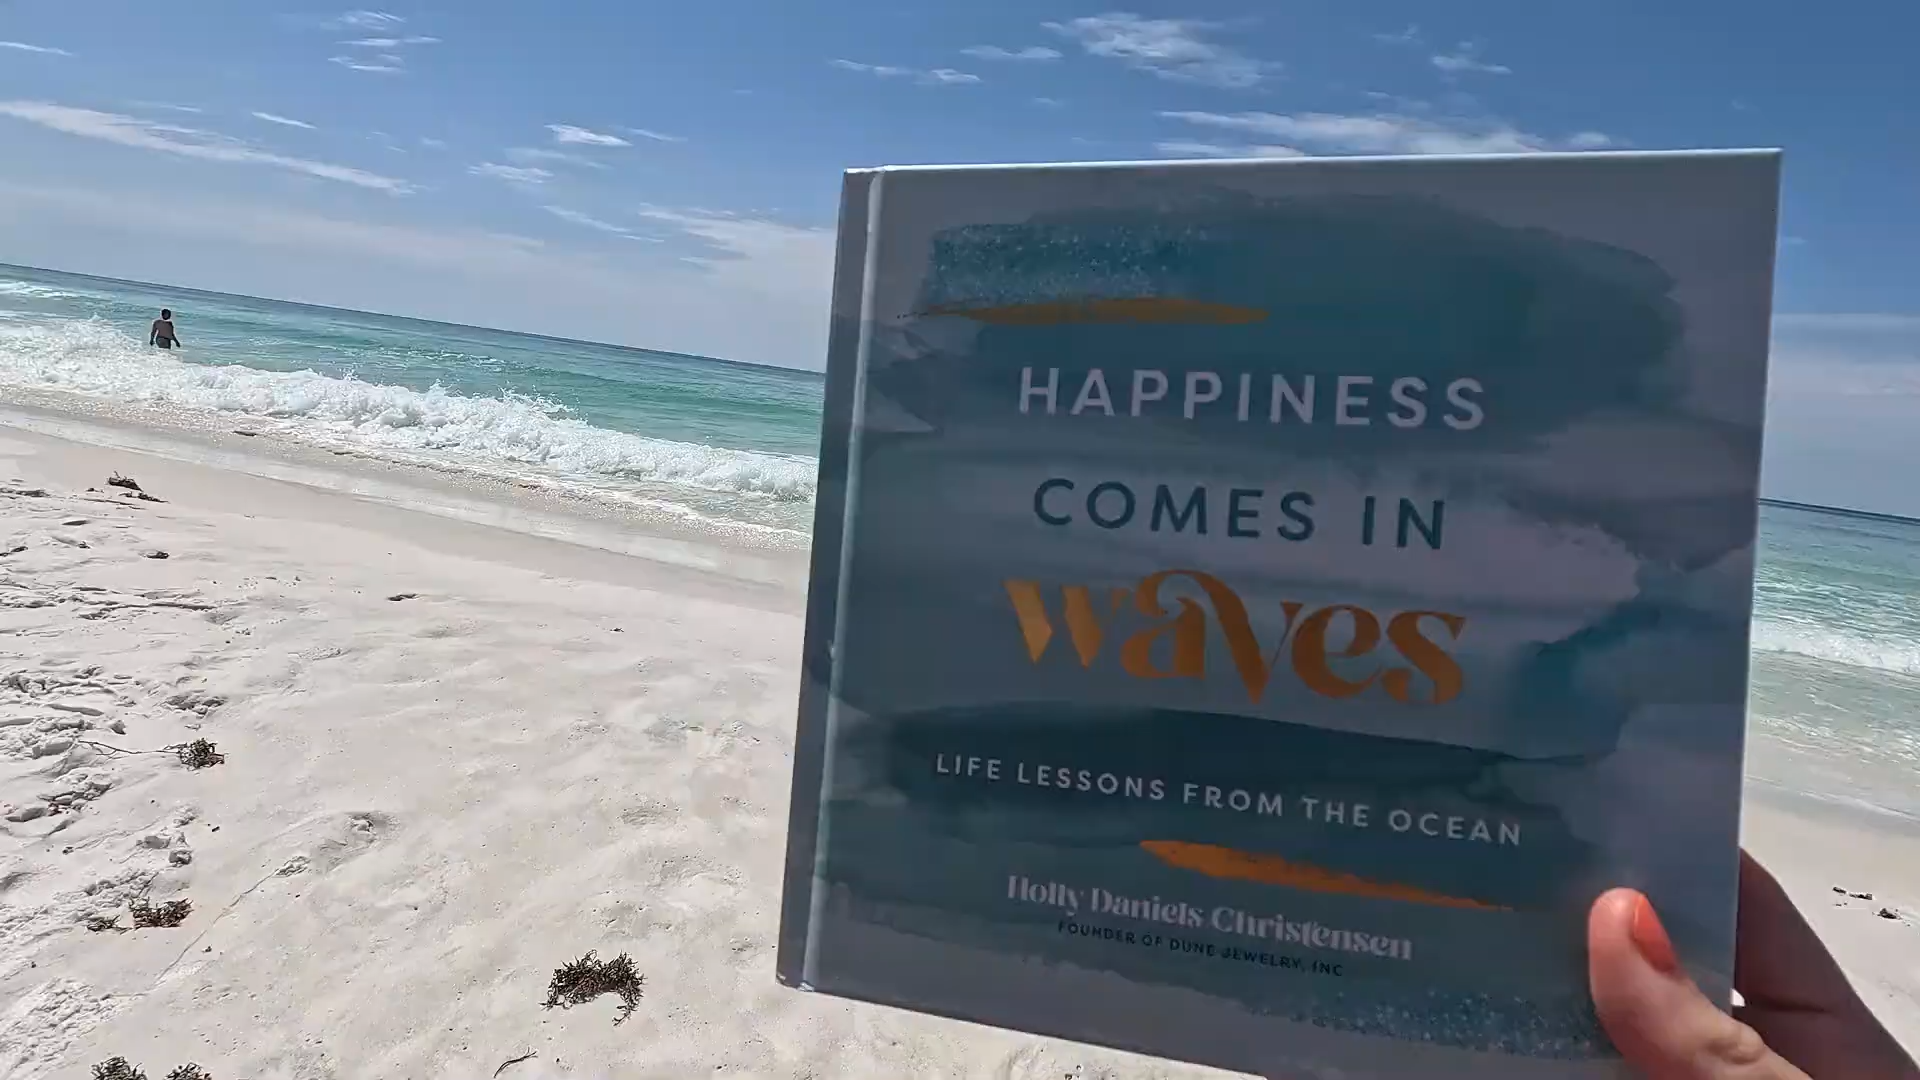 HAPPINESS
COMES IN
waves
LIFE LESSONS FROM THE OCEAN
Holly Daniels Christensen
FOUNDER OF DUNE JEWELRY, INC